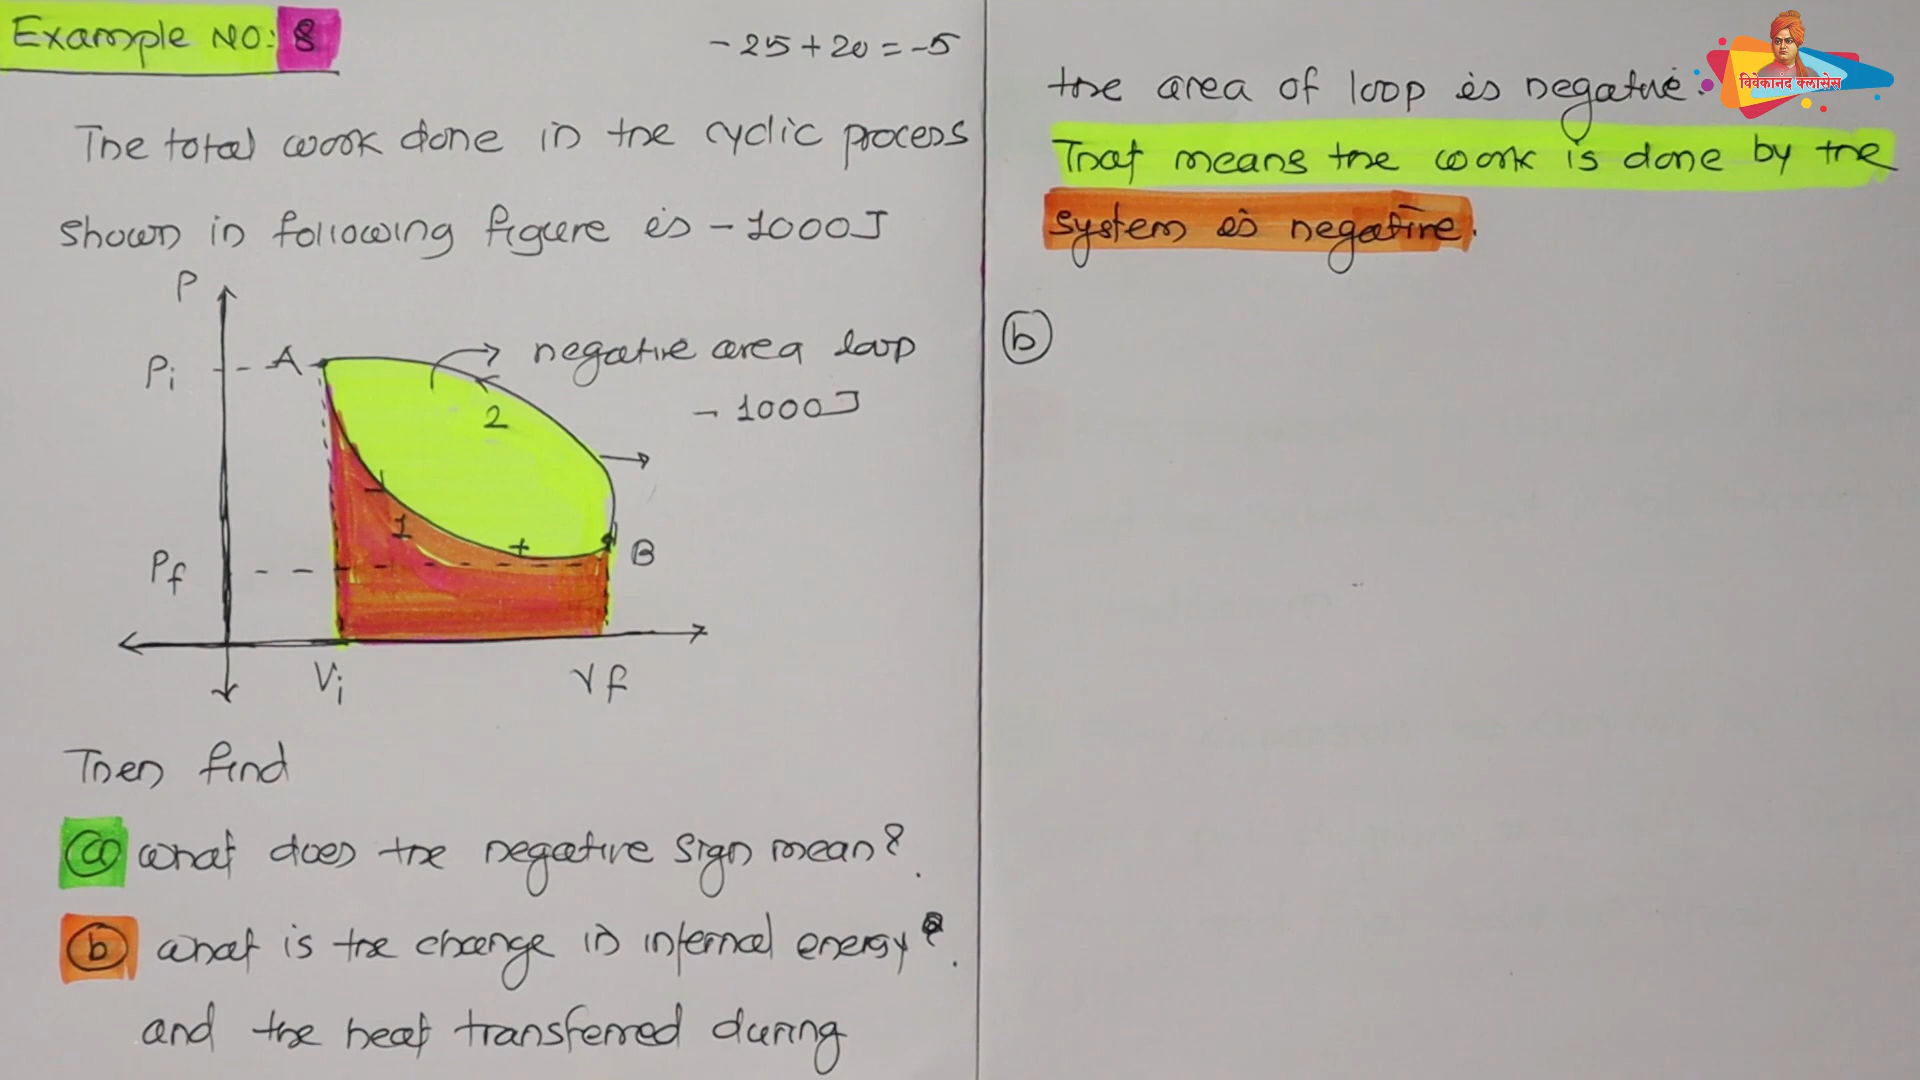 Example NO: 8
-25+20=-5
The total work done in the cyclic process
shown in following figure is -1000J
P
Pi
A
negative area loop
-1000J
2
1
+
B
Pf
Vi
Vf
Then find
a what does the negative sign mean?
b what is the change in internal energy?
and the heat transferred during
the area of loop is negative.
That means the work is done by the
system is negative.
b
विवेकानंद क्लासेस